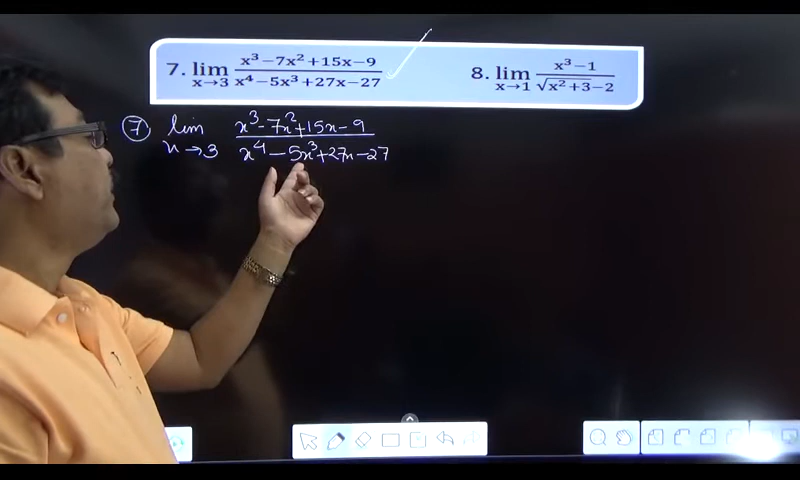 7. lim x→3 (x³−7x²+15x−9)/(x⁴−5x³+27x−27)
8. lim x→1 (x³−1)/(√(x²+3)−2)
⑦ lim x→3 (x³−7x²+15x−9)/(x⁴−5x³+27x−27)